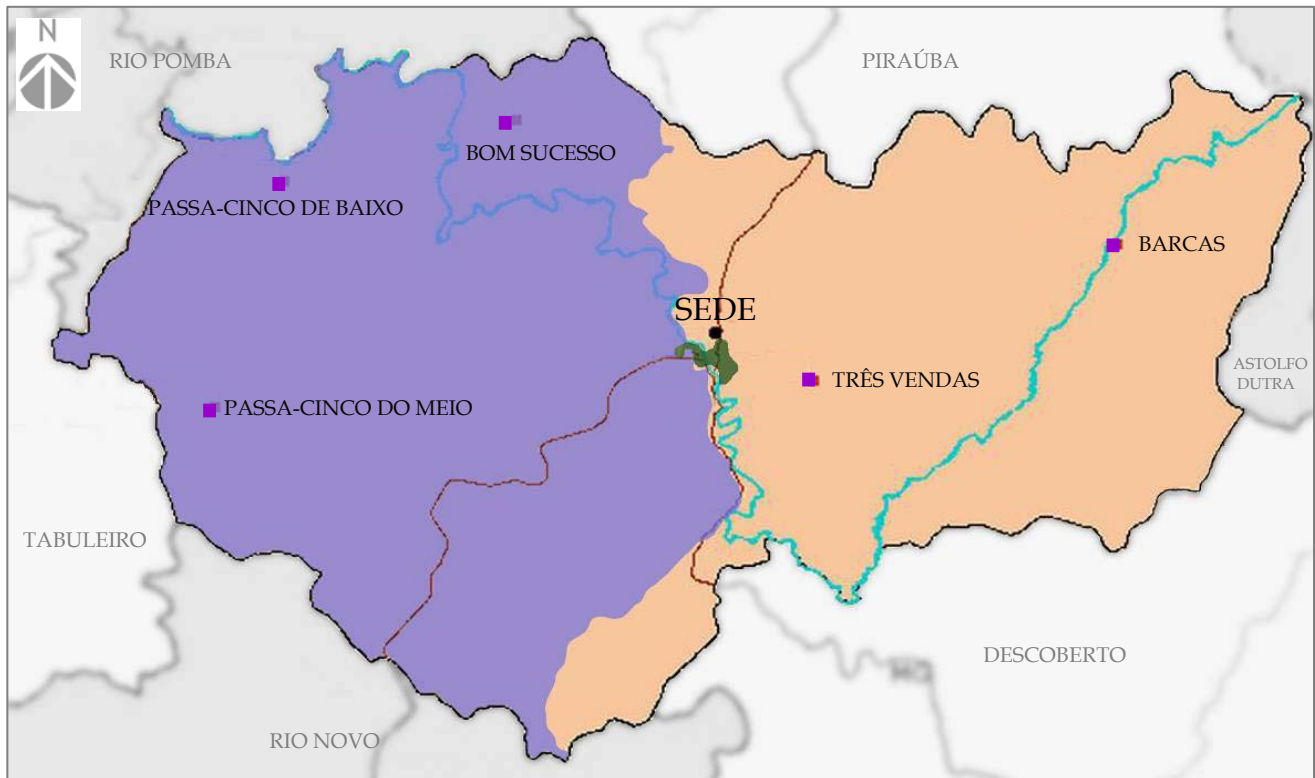 N
RIO POMBA
PIRAÚBA
BOM SUCESSO
PASSA-CINCO DE BAIXO
BARCAS
SEDE
ASTOLFO
DUTRA
TRÊS VENDAS
PASSA-CINCO DO MEIO
TABULEIRO
DESCOBERTO
MG
RIO NOVO